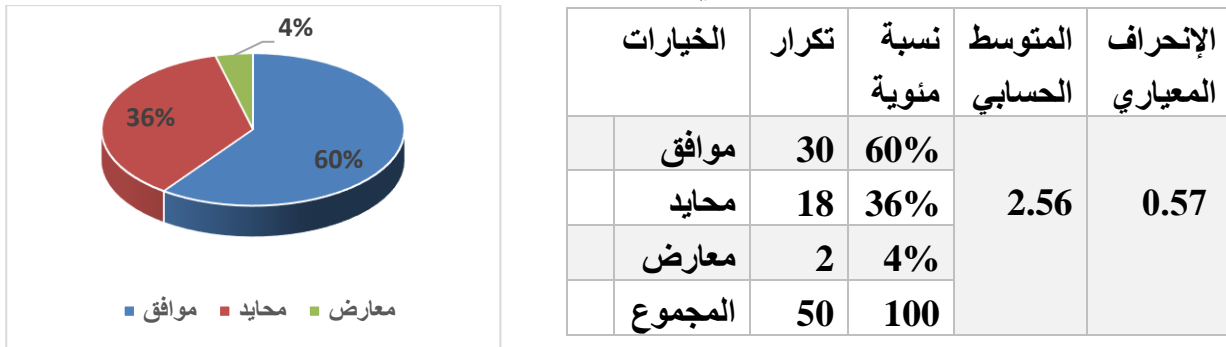 4%
36%
60%
موافق محايد معارض
الخيارات تكرار نسبة مئوية المتوسط الحسابي الإنحراف المعياري
موافق 30 60% 2.56 0.57
محايد 18 36%
معارض 2 4%
المجموع 50 100